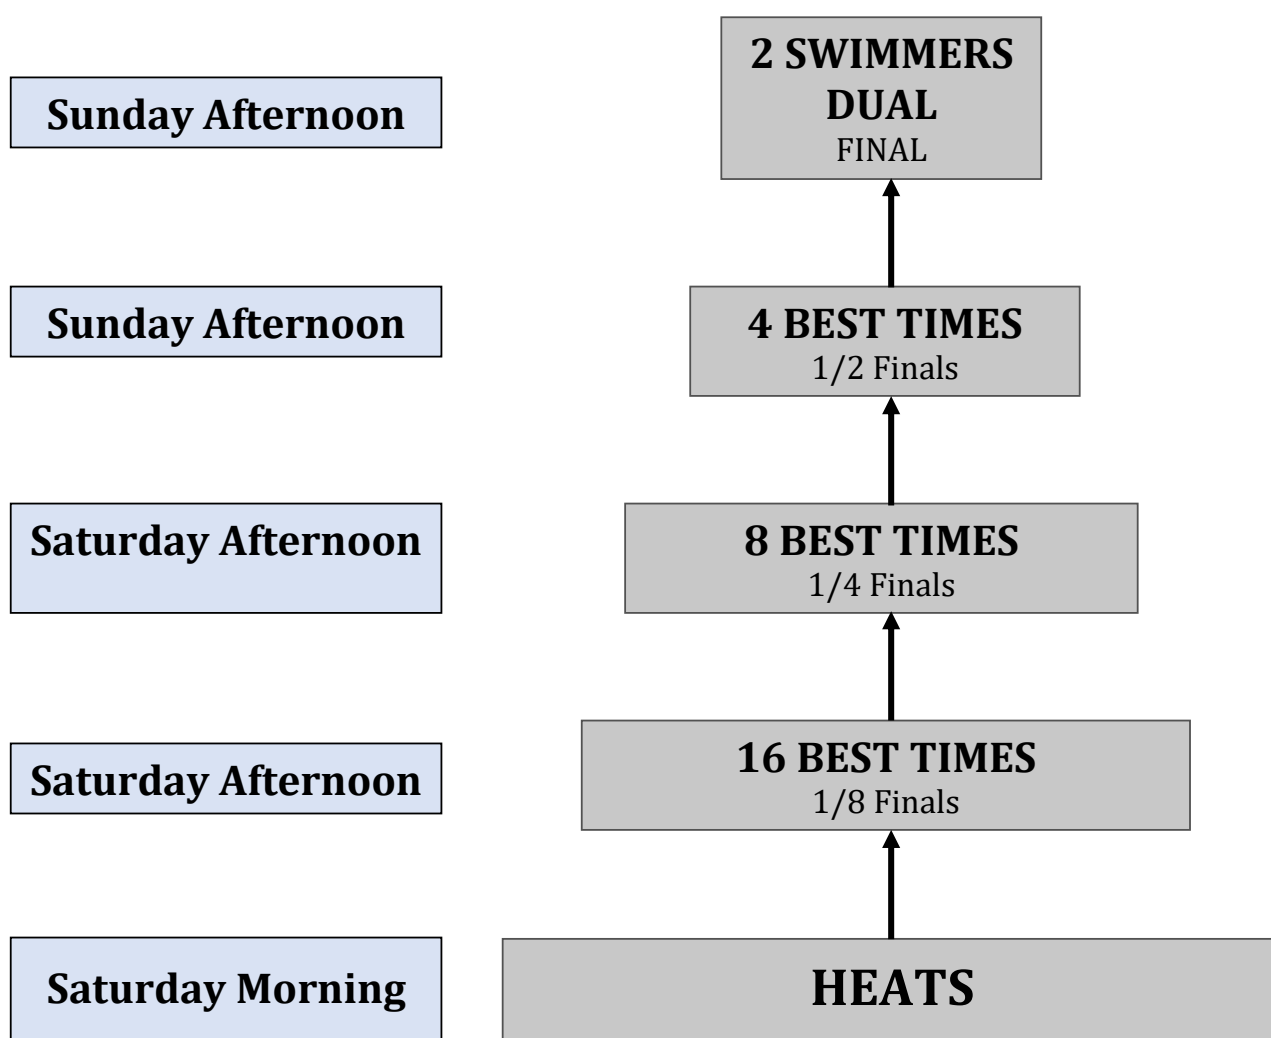 Sunday Afternoon
2 SWIMMERS
DUAL
FINAL
Sunday Afternoon
4 BEST TIMES
1/2 Finals
Saturday Afternoon
8 BEST TIMES
1/4 Finals
Saturday Afternoon
16 BEST TIMES
1/8 Finals
Saturday Morning
HEATS